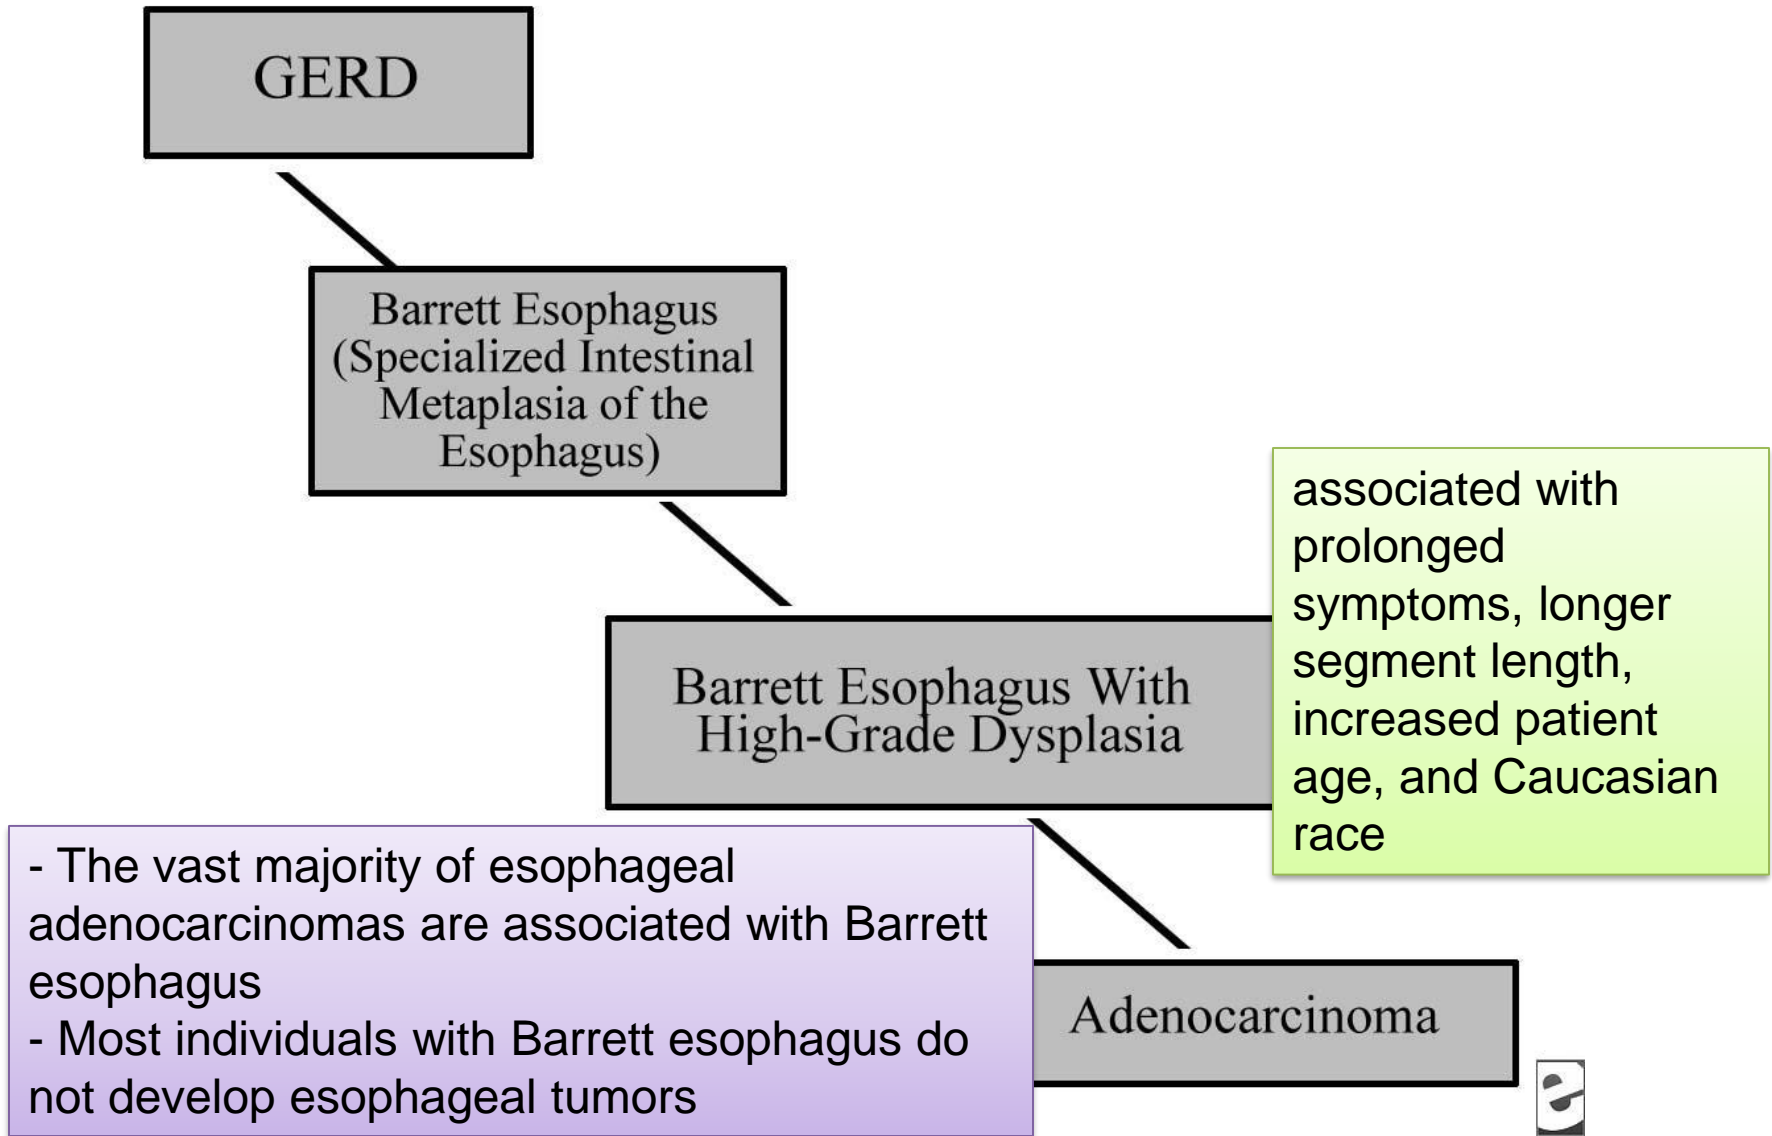 GERD
Barrett Esophagus
(Specialized Intestinal
Metaplasia of the
Esophagus)
Barrett Esophagus With
High-Grade Dysplasia
associated with
prolonged
symptoms, longer
segment length,
increased patient
age, and Caucasian
race
- The vast majority of esophageal
adenocarcinomas are associated with Barrett
esophagus
- Most individuals with Barrett esophagus do
not develop esophageal tumors
Adenocarcinoma
e